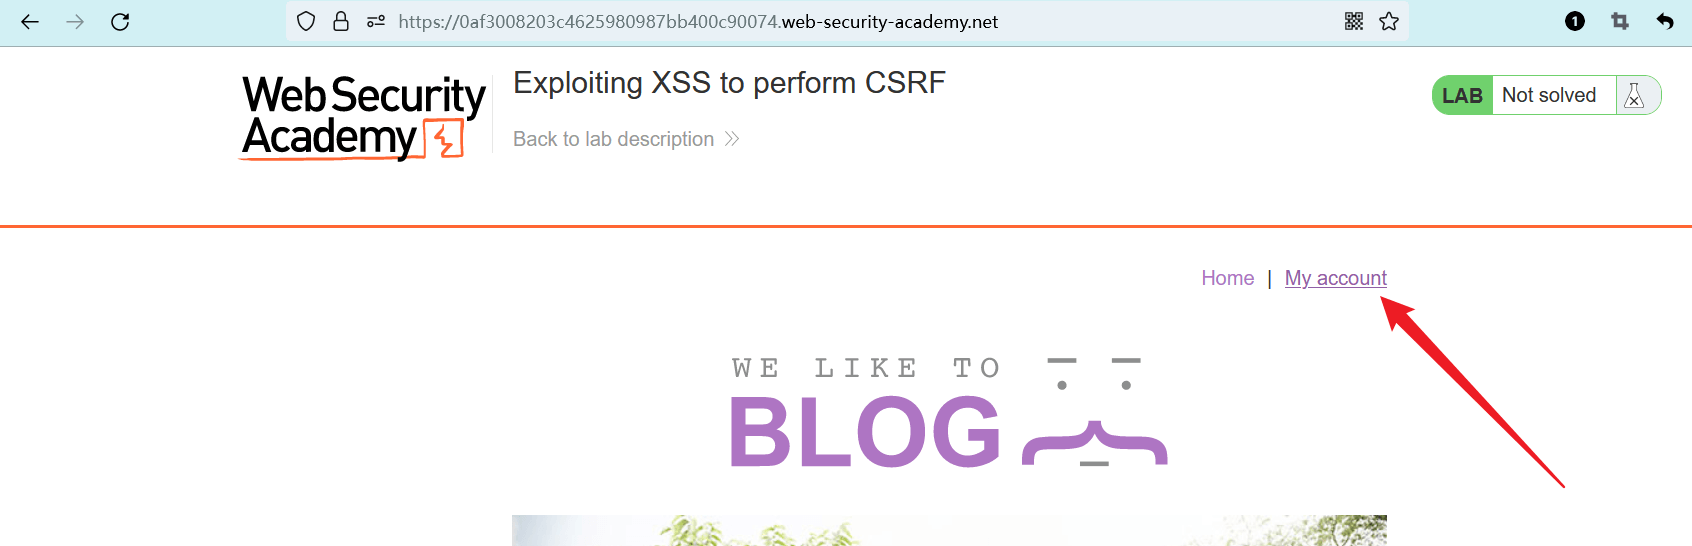 https://0af3008203c4625980987bb400c90074.web-security-academy.net
1
Web Security
Academy
Exploiting XSS to perform CSRF
Back to lab description
LAB Not solved
Home | My account
WE LIKE TO
BLOG